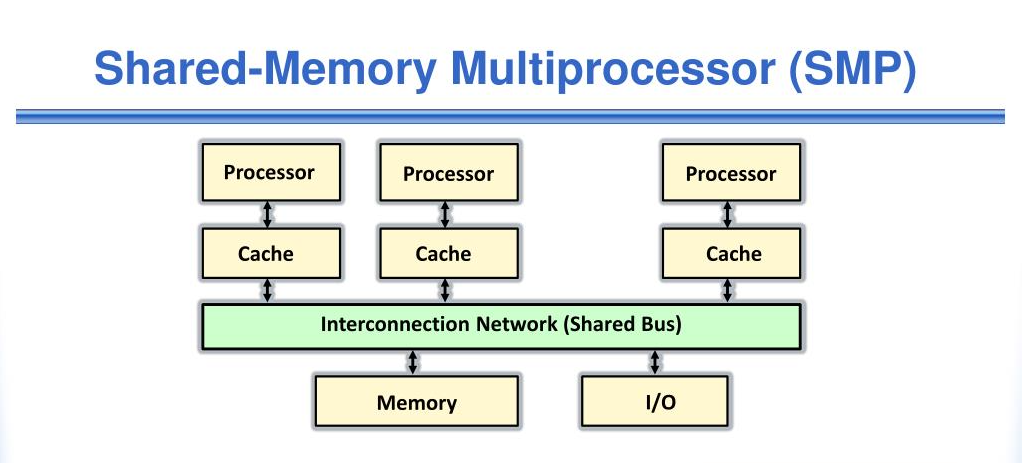 Shared-Memory Multiprocessor (SMP)
Processor
Processor
Processor
Cache
Cache
Cache
Interconnection Network (Shared Bus)
Memory
I/O